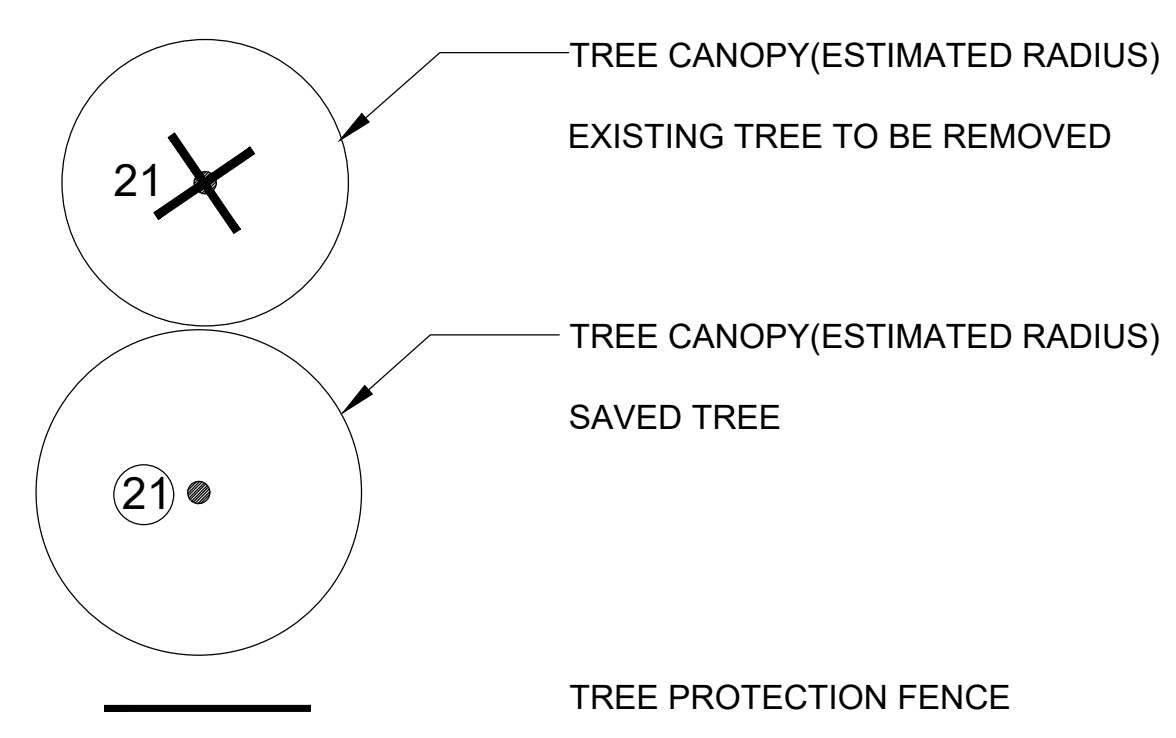 TREE CANOPY(ESTIMATED RADIUS)
EXISTING TREE TO BE REMOVED
21
TREE CANOPY(ESTIMATED RADIUS)
SAVED TREE
21
TREE PROTECTION FENCE